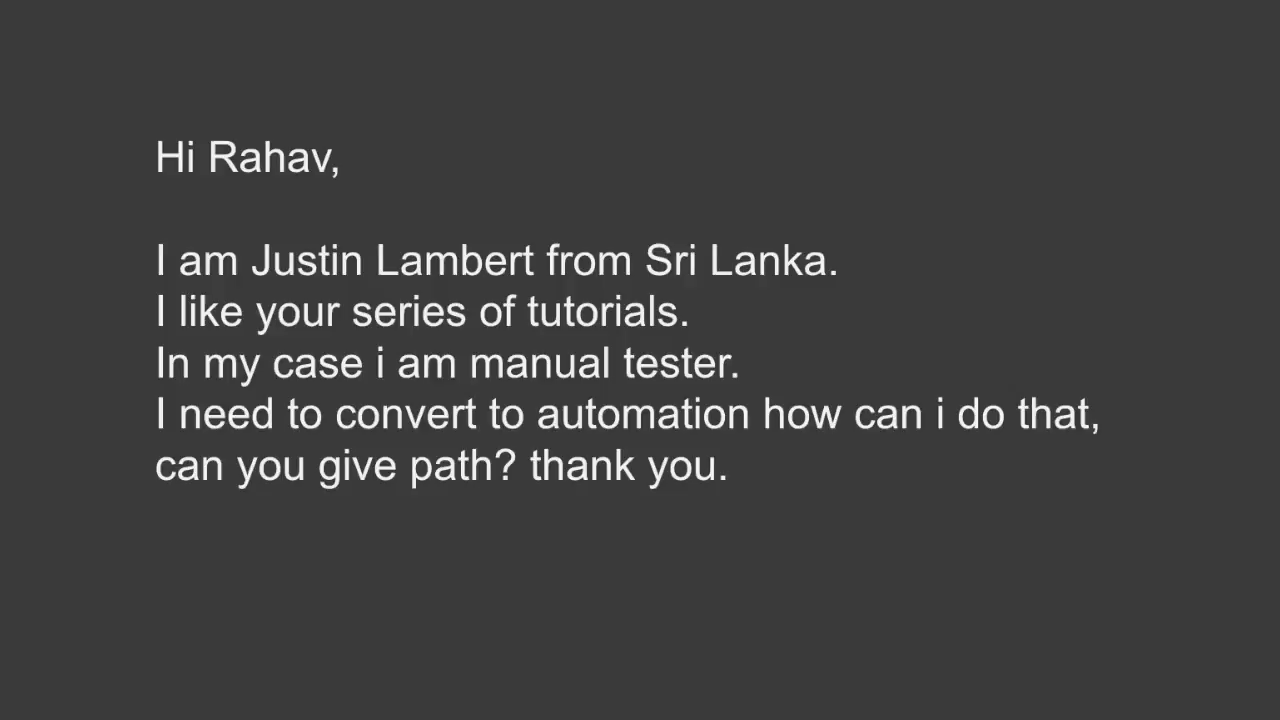 Hi Rahav,
I am Justin Lambert from Sri Lanka.
I like your series of tutorials.
In my case i am manual tester.
I need to convert to automation how can i do that,
can you give path? thank you.